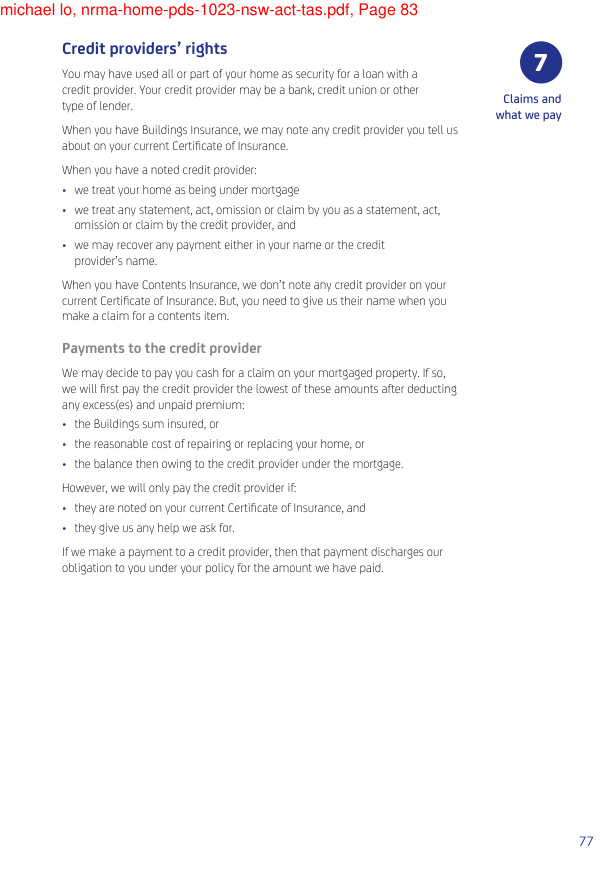 michael lo, nrma-home-pds-1023-nsw-act-tas.pdf, Page 83
Credit providers’ rights
You may have used all or part of your home as security for a loan with a
credit provider. Your credit provider may be a bank, credit union or other
type of lender.
When you have Buildings Insurance, we may note any credit provider you tell us
about on your current Certificate of Insurance.
When you have a noted credit provider:
• we treat your home as being under mortgage
• we treat any statement, act, omission or claim by you as a statement, act,
omission or claim by the credit provider, and
• we may recover any payment either in your name or the credit
provider’s name.
When you have Contents Insurance, we don’t note any credit provider on your
current Certificate of Insurance. But, you need to give us their name when you
make a claim for a contents item.
Payments to the credit provider
We may decide to pay you cash for a claim on your mortgaged property. If so,
we will first pay the credit provider the lowest of these amounts after deducting
any excess(es) and unpaid premium:
• the Buildings sum insured, or
• the reasonable cost of repairing or replacing your home, or
• the balance then owing to the credit provider under the mortgage.
However, we will only pay the credit provider if:
• they are noted on your current Certificate of Insurance, and
• they give us any help we ask for.
If we make a payment to a credit provider, then that payment discharges our
obligation to you under your policy for the amount we have paid.
7
Claims and
what we pay
77